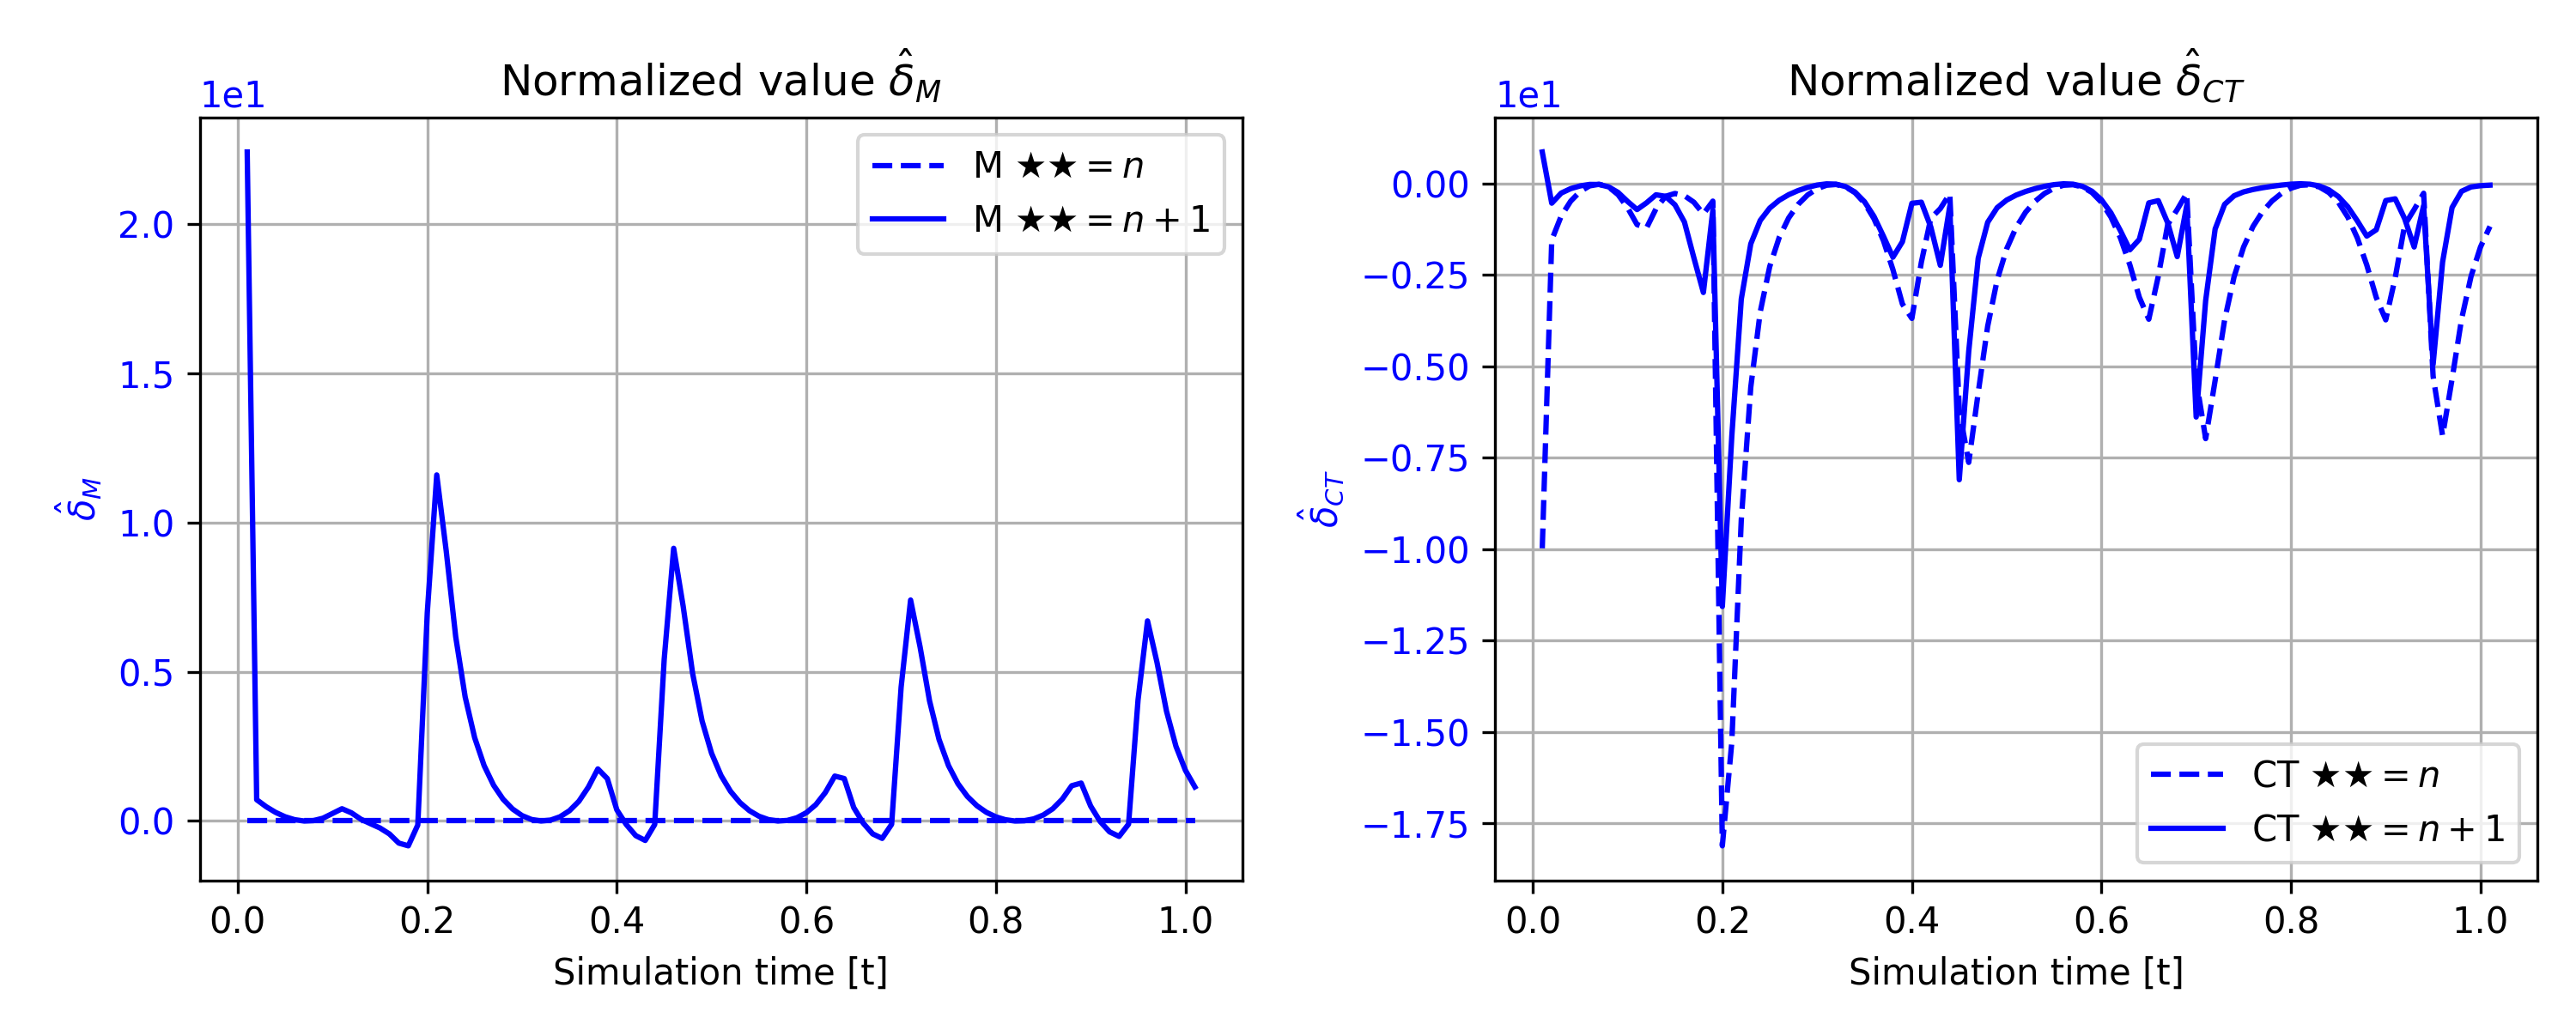 Normalized value δ̂_M
1e1
M ★★ = n
M ★★ = n + 1
2.0
1.5
1.0
0.5
0.0
δ̂_M
0.0 0.2 0.4 0.6 0.8 1.0
Simulation time [t]
Normalized value δ̂_CT
1e1
0.00
−0.25
−0.50
−0.75
−1.00
−1.25
−1.50
−1.75
δ̂_CT
CT ★★ = n
CT ★★ = n + 1
0.0 0.2 0.4 0.6 0.8 1.0
Simulation time [t]